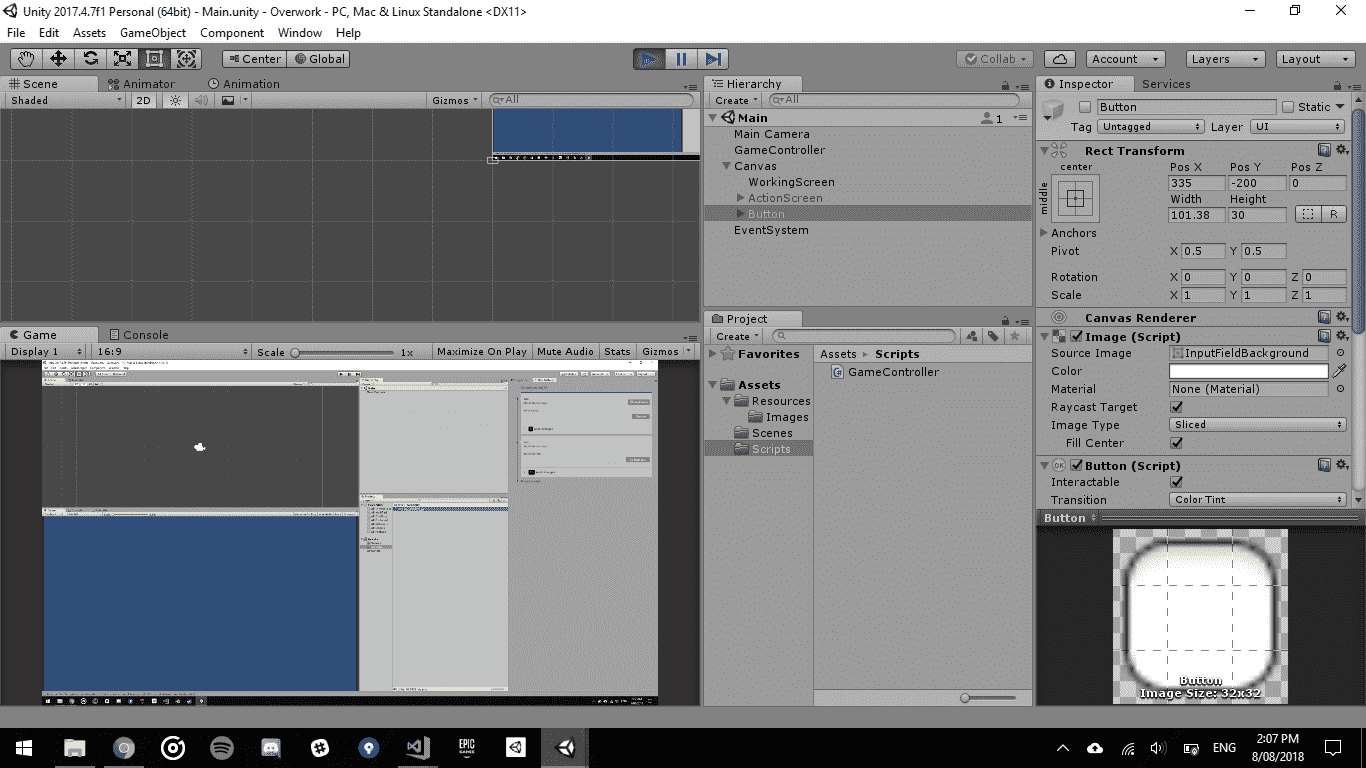 Unity 2017.4.7f1 Personal (64bit) - Main.unity - Overwork - PC, Mac & Linux Standalone <DX11>
File Edit Assets GameObject Component Window Help
Center Global Collab Account Layers Layout
Scene Animator Animation
Shaded 2D Gizmos All
Hierarchy
Create All
Main 1
Main Camera
GameController
Canvas
WorkingScreen
ActionScreen
Button
EventSystem
Game Console
Display 1 16:9 Scale 1x Maximize On Play Mute Audio Stats Gizmos
Project
Create
Favorites
Assets
Resources
Images
Scenes
Scripts
Assets Scripts
GameController
Inspector Services
Button Static
Tag Untagged Layer UI
Rect Transform
center
middle
Pos X Pos Y Pos Z
335 -200 0
Width Height
101.38 30 R
Anchors
Pivot X 0.5 Y 0.5
Rotation X 0 Y 0 Z 0
Scale X 1 Y 1 Z 1
Canvas Renderer
Image (Script)
Source Image InputFieldBackground
Color
Material None (Material)
Raycast Target
Image Type Sliced
Fill Center
OK Button (Script)
Interactable
Transition Color Tint
Button
Button
Image Size: 32x32
EPIC GAMES
ENG
2:07 PM
8/08/2018